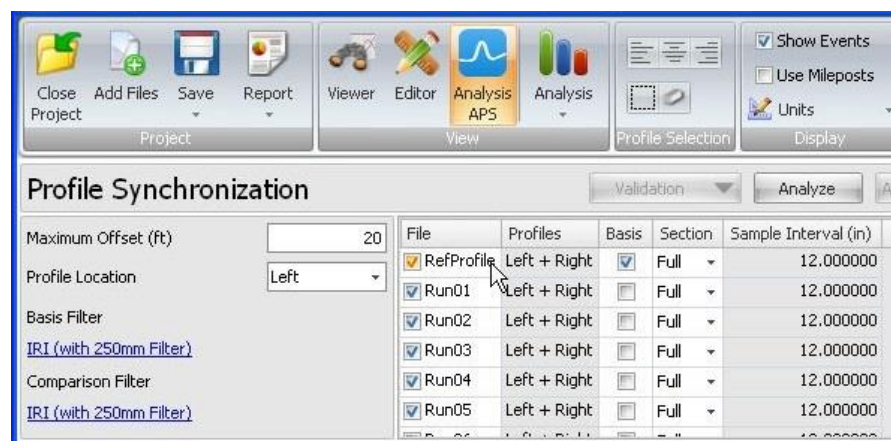 Close Project
Add Files
Save
Report
Viewer
Editor
Analysis APS
Analysis
Show Events
Use Mileposts
Units
Project
View
Profile Selection
Display
Profile Synchronization
Validation
Analyze
Maximum Offset (ft) 20
Profile Location Left
Basis Filter
IRI (with 250mm Filter)
Comparison Filter
IRI (with 250mm Filter)
File Profiles Basis Section Sample Interval (in)
RefProfile Left + Right Full 12.000000
Run01 Left + Right Full 12.000000
Run02 Left + Right Full 12.000000
Run03 Left + Right Full 12.000000
Run04 Left + Right Full 12.000000
Run05 Left + Right Full 12.000000